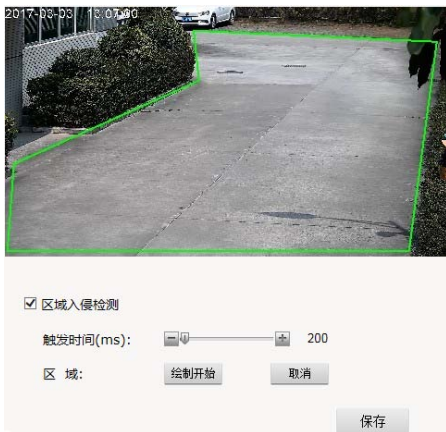 2017-03-03 13:07:00
区域入侵检测
触发时间(ms): 200
区 域: 绘制开始 取消
保存